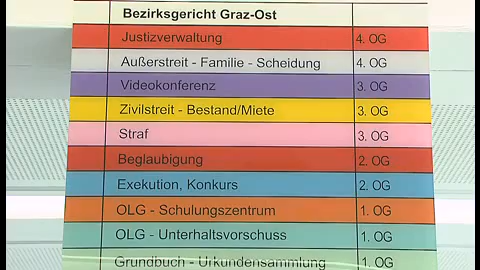 Bezirksgericht Graz-Ost
Justizverwaltung 4. OG
Außerstreit - Familie - Scheidung 4. OG
Videokonferenz 3. OG
Zivilstreit - Bestand/Miete 3. OG
Straf 3. OG
Beglaubigung 2. OG
Exekution, Konkurs 2. OG
OLG - Schulungszentrum 1. OG
OLG - Unterhaltsvorschuss 1. OG
Grundbuch - Urkundensammlung 1. OG